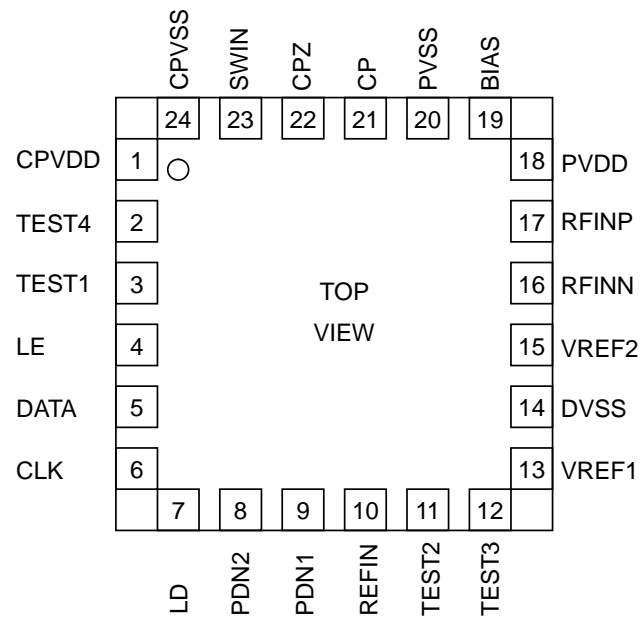 CPVSS
SWIN
CPZ
CP
PVSS
BIAS
24 23 22 21 20 19
CPVDD 1 18 PVDD
TEST4 2 17 RFINP
TEST1 3 16 RFINN
TOP
VIEW
LE 4 15 VREF2
DATA 5 14 DVSS
CLK 6 13 VREF1
7 8 9 10 11 12
LD
PDN2
PDN1
REFIN
TEST2
TEST3